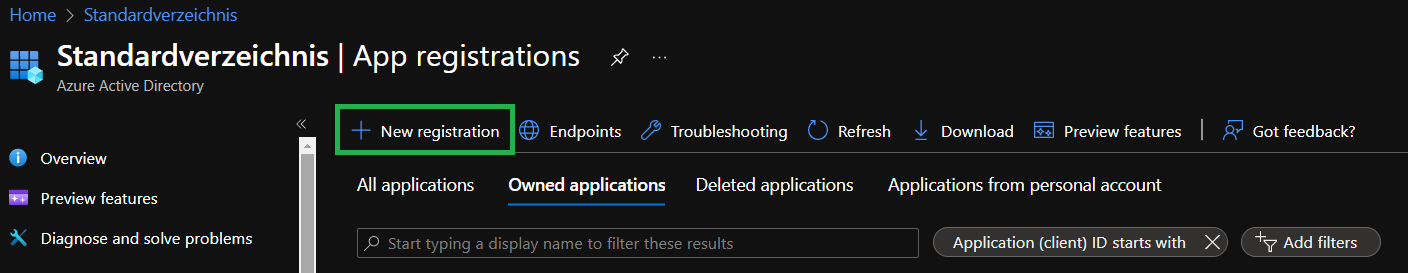 Home > Standardverzeichnis
Standardverzeichnis | App registrations ...
Azure Active Directory
«
+ New registration Endpoints Troubleshooting Refresh Download Preview features Got feedback?
Overview
Preview features
Diagnose and solve problems
All applications Owned applications Deleted applications Applications from personal account
Start typing a display name to filter these results
Application (client) ID starts with
Add filters